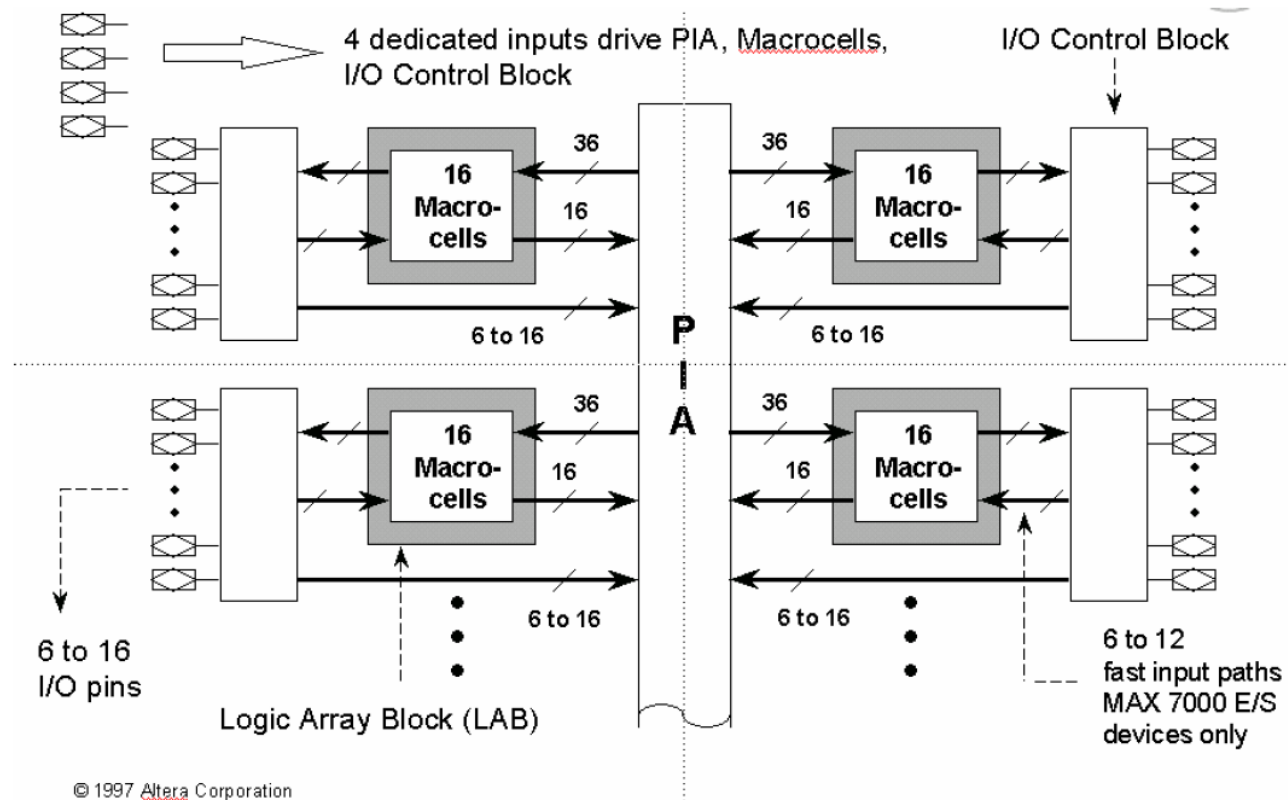 4 dedicated inputs drive PIA, Macrocells,
I/O Control Block
I/O Control Block
36
36
16
Macro-
cells
16
Macro-
cells
16
16
6 to 16
6 to 16
P
I
A
36
36
16
Macro-
cells
16
Macro-
cells
16
16
6 to 16
6 to 16
6 to 16
I/O pins
Logic Array Block (LAB)
6 to 12
fast input paths
MAX 7000 E/S
devices only
© 1997 Altera Corporation